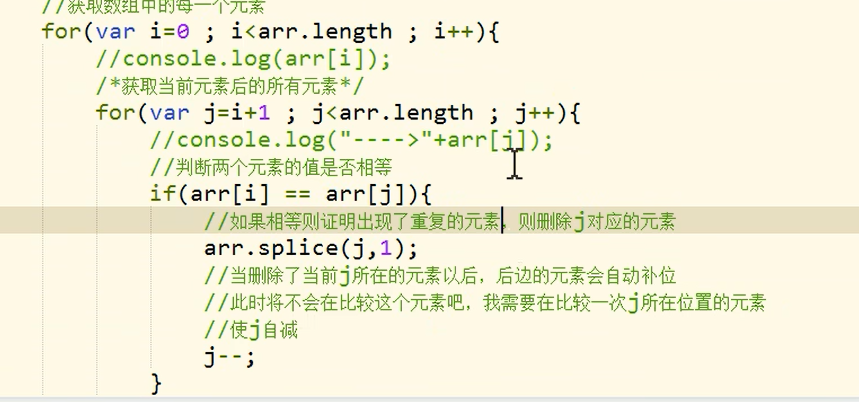 //获取数组中的每一个元素
for(var i=0 ; i<arr.length ; i++){
//console.log(arr[i]);
/*获取当前元素后的所有元素*/
for(var j=i+1 ; j<arr.length ; j++){
//console.log("---->"+arr[j]);
//判断两个元素的值是否相等
if(arr[i] == arr[j]){
//如果相等则证明出现了重复的元素，则删除j对应的元素
arr.splice(j,1);
//当删除了当前j所在的元素以后，后边的元素会自动补位
//此时将不会在比较这个元素吧，我需要在比较一次j所在位置的元素
//使j自减
j--;
}